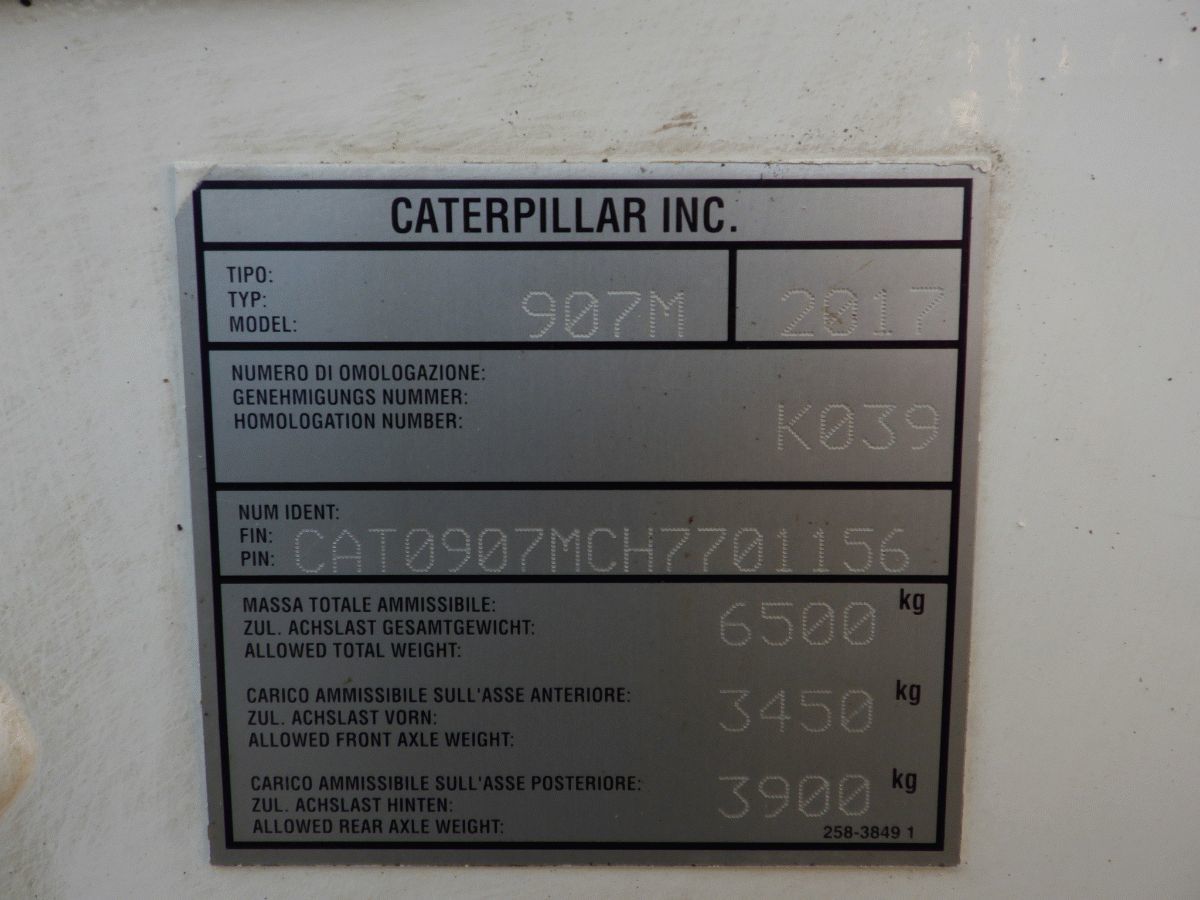 CATERPILLAR INC.
TIPO:
TYP:
MODEL: 907M 2017
NUMERO DI OMOLOGAZIONE:
GENEHMIGUNGS NUMMER:
HOMOLOGATION NUMBER: K039
NUM IDENT:
FIN:
PIN: CAT0907MCH7701156
MASSA TOTALE AMMISSIBILE:
ZUL. ACHSLAST GESAMTGEWICHT: 6500 kg
ALLOWED TOTAL WEIGHT:
CARICO AMMISSIBILE SULL'ASSE ANTERIORE:
ZUL. ACHSLAST VORN: 3450 kg
ALLOWED FRONT AXLE WEIGHT:
CARICO AMMISSIBILE SULL'ASSE POSTERIORE:
ZUL. ACHSLAST HINTEN: 3900 kg
ALLOWED REAR AXLE WEIGHT:
258-3849 1